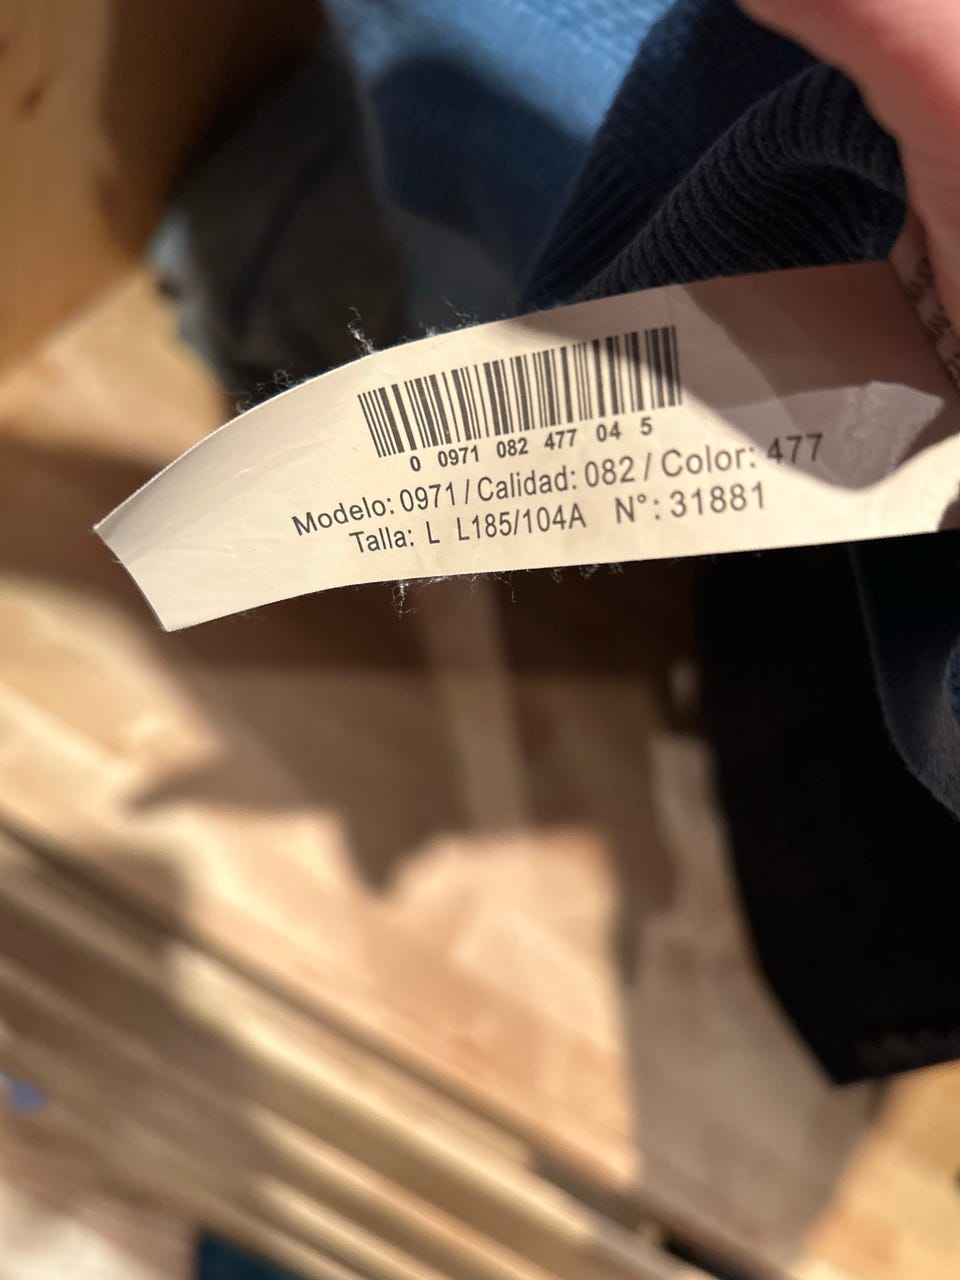 0 0971 082 477 04 5
Modelo: 0971 / Calidad: 082 / Color: 477
Talla: L L185/104A N°: 31881